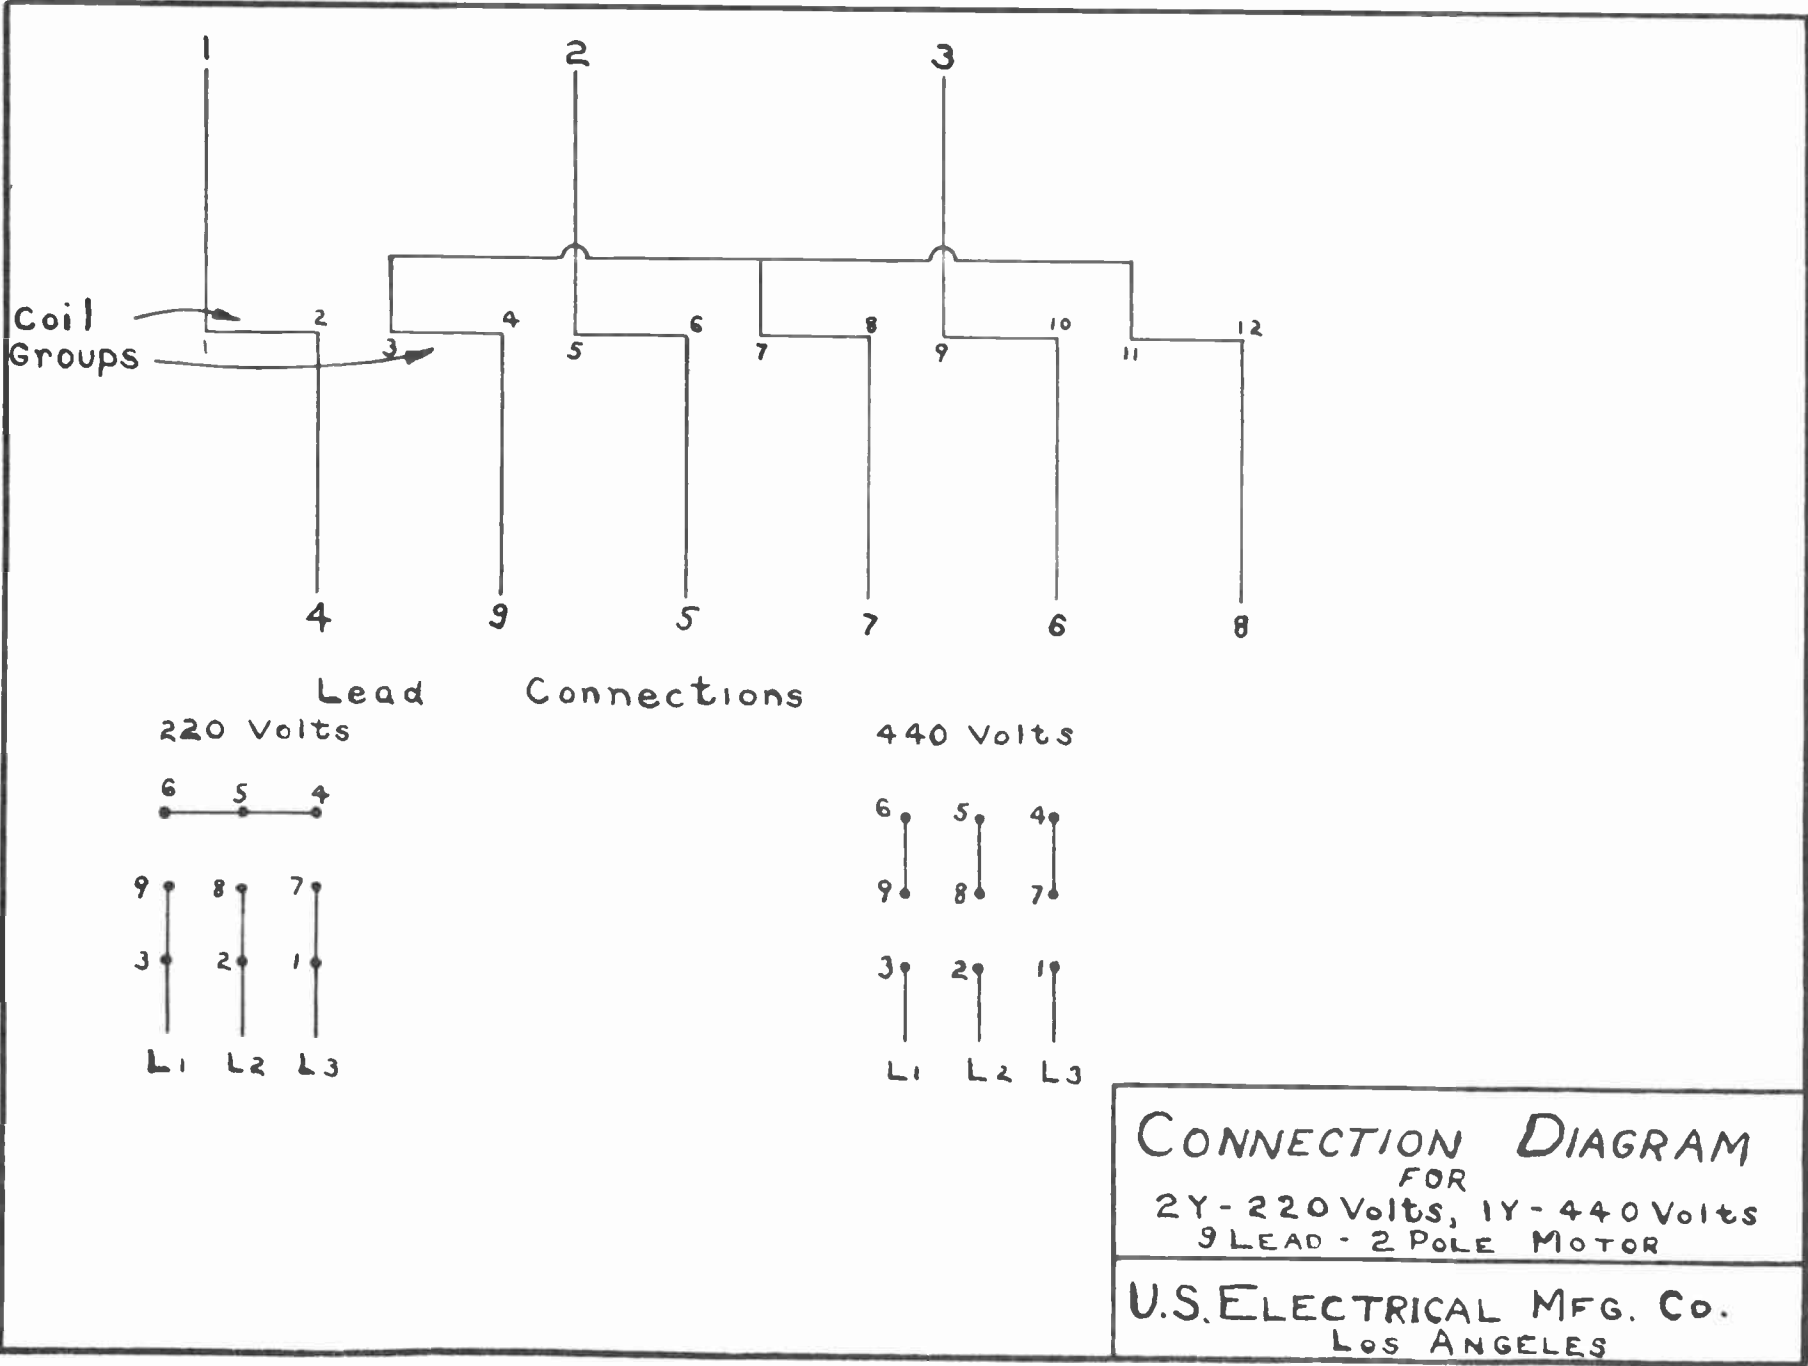 1 2 3
Coil
Groups
2 4 6 8 10 12
1 3 5 7 9 11
4 9 5 7 6 8
Lead Connections
220 Volts
6 5 4
9 8 7
3 2 1
L1 L2 L3
440 Volts
6 5 4
9 8 7
3 2 1
L1 L2 L3
CONNECTION DIAGRAM
FOR
2Y-220 Volts, 1Y-440 Volts
9 LEAD - 2 POLE MOTOR
U.S. ELECTRICAL MFG. CO.
LOS ANGELES